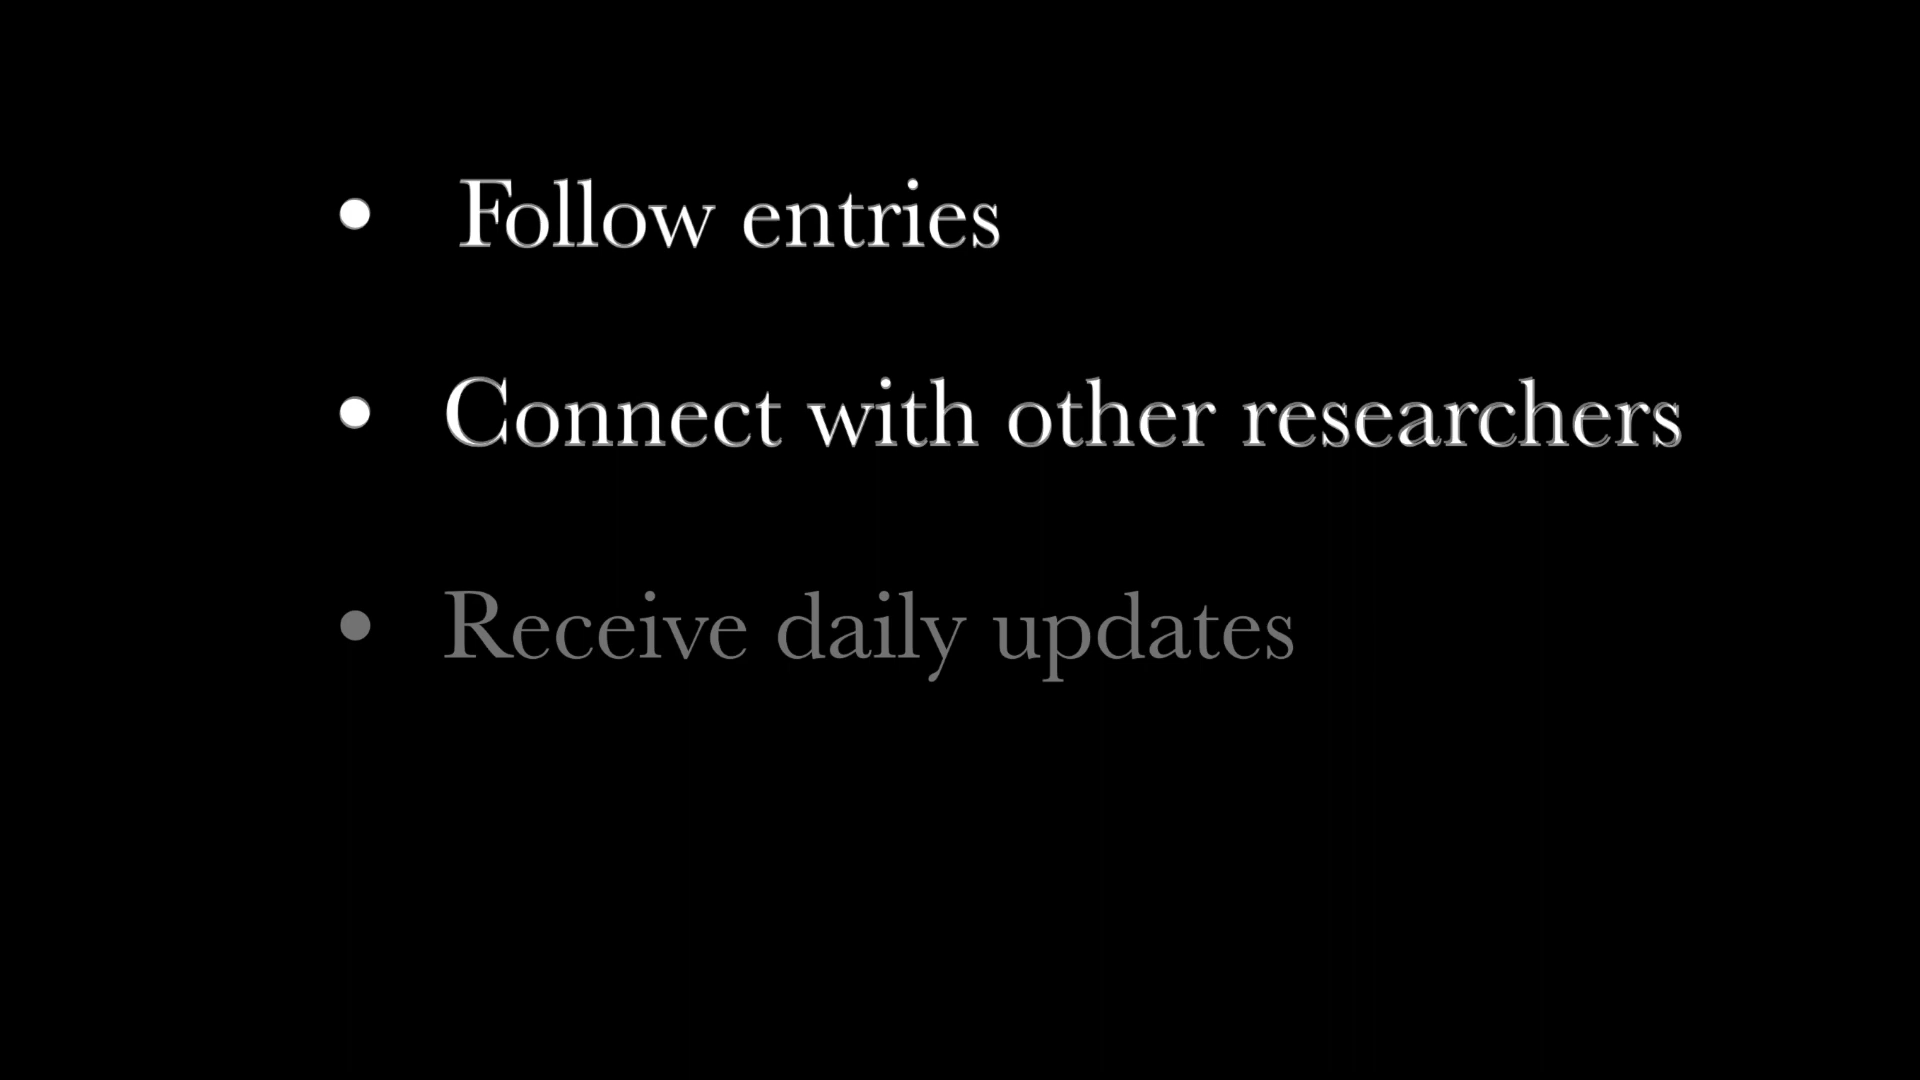 • Follow entries
• Connect with other researchers
• Receive daily updates